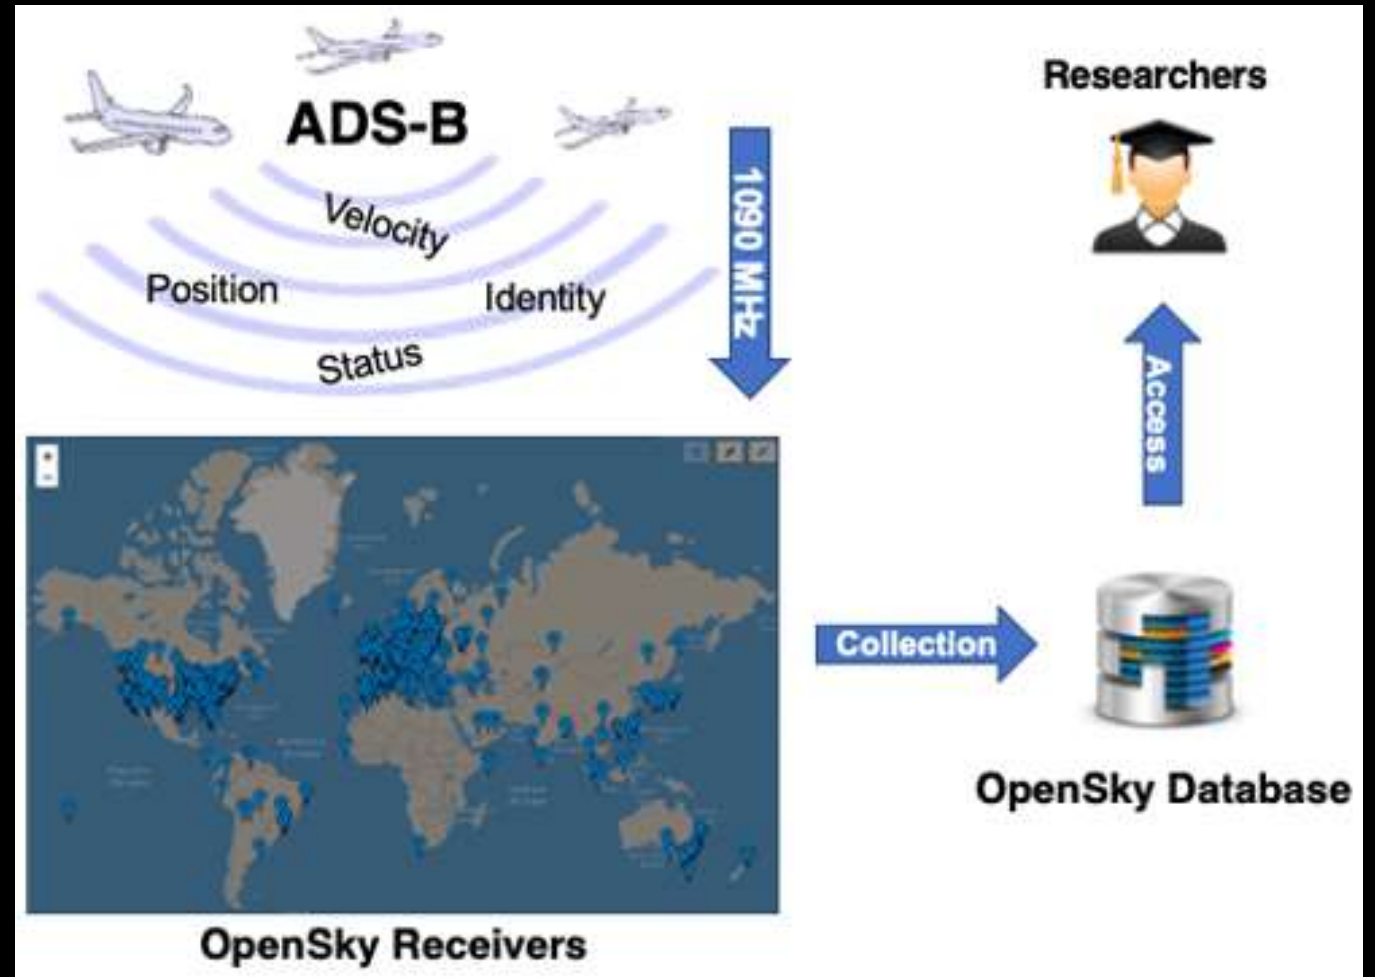 ADS-B
Velocity
Position
Identity
Status
1090 MHz
OpenSky Receivers
Collection
OpenSky Database
Access
Researchers